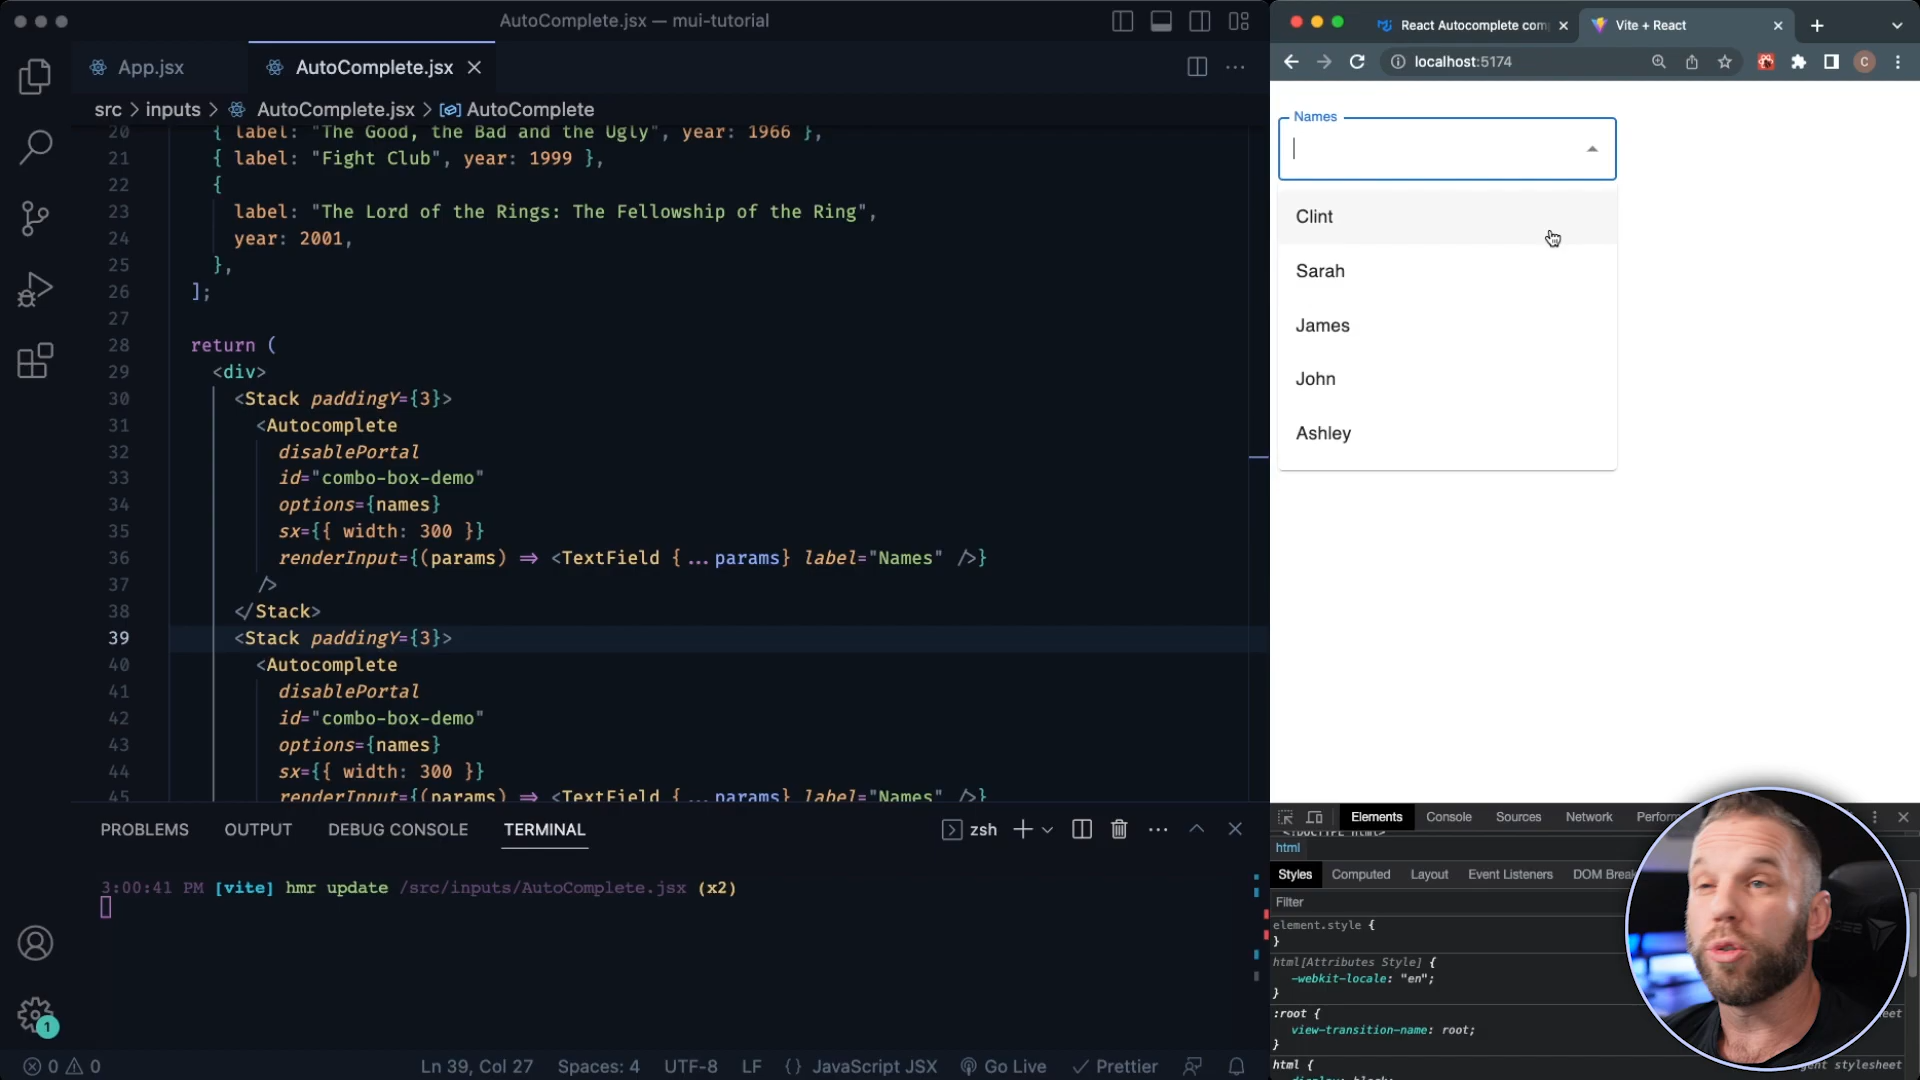 AutoComplete.jsx — mui-tutorial
App.jsx
AutoComplete.jsx
src > inputs > AutoComplete.jsx > AutoComplete
20 { label: "The Good, the Bad and the Ugly", year: 1966 },
21 { label: "Fight Club", year: 1999 },
22 {
23 label: "The Lord of the Rings: The Fellowship of the Ring",
24 year: 2001,
25 },
26 ];
27
28 return (
29 <div>
30 <Stack paddingY={3}>
31 <Autocomplete
32 disablePortal
33 id="combo-box-demo"
34 options={names}
35 sx={{ width: 300 }}
36 renderInput={(params) => <TextField {...params} label="Names" />}
37 />
38 </Stack>
39 <Stack paddingY={3}>
40 <Autocomplete
41 disablePortal
42 id="combo-box-demo"
43 options={names}
44 sx={{ width: 300 }}
45 renderInput={(params) => <TextField {...params} label="Names" />}
PROBLEMS OUTPUT DEBUG CONSOLE TERMINAL
zsh
3:00:41 PM [vite] hmr update /src/inputs/AutoComplete.jsx (x2)
1
0 0
Ln 39, Col 27 Spaces: 4 UTF-8 LF {} JavaScript JSX Go Live Prettier
React Autocomplete com
Vite + React
localhost:5174
C
Names
Clint
Sarah
James
John
Ashley
Elements Console Sources Network Perform
<!DOCTYPE html>
html
Styles Computed Layout Event Listeners DOM Break
Filter
element.style {
}
html[Attributes Style] {
-webkit-locale: "en";
}
:root {
view-transition-name: root;
}
html {
display: block;